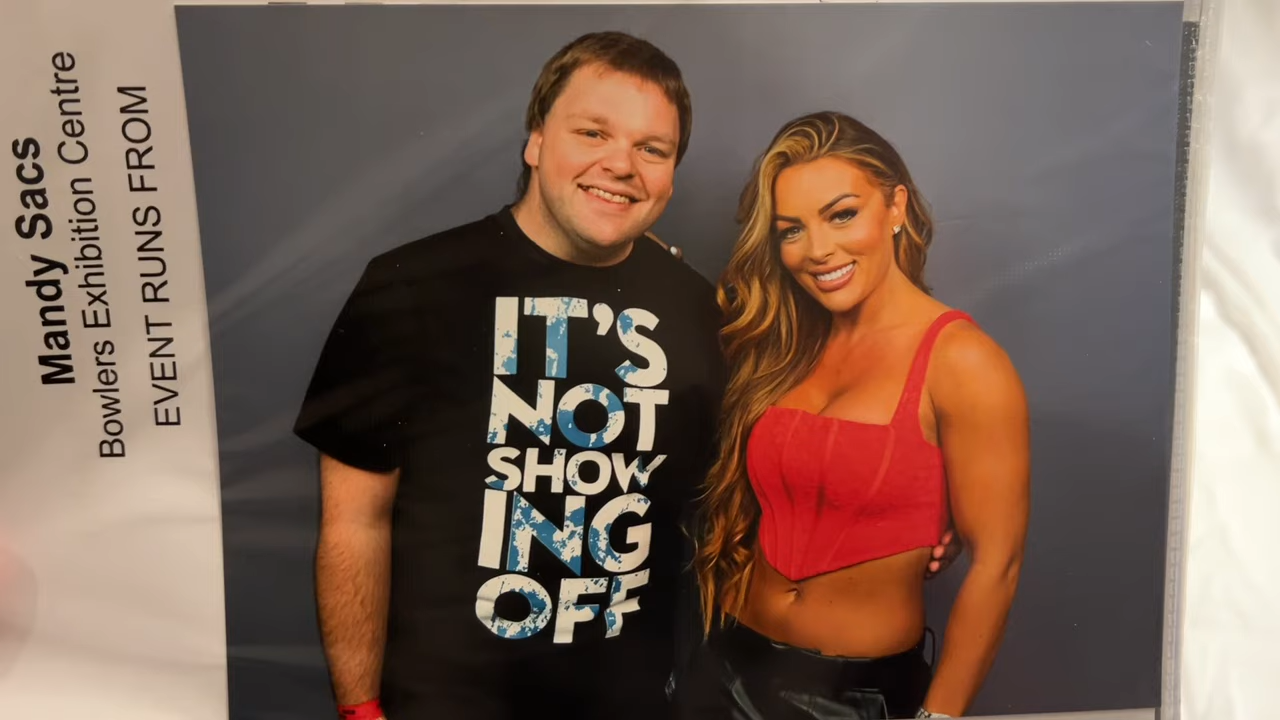 Mandy Sacs
Bowlers Exhibition Centre
EVENT RUNS FROM
IT'S
NOT
SHOW
ING
OFF